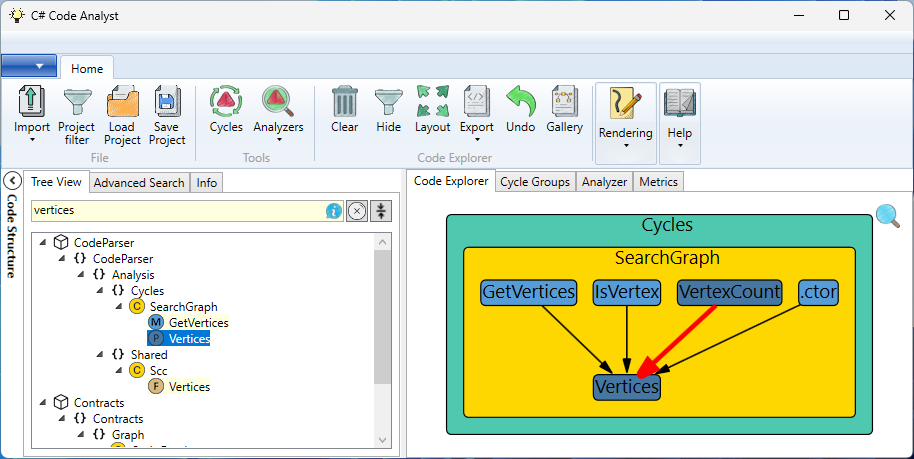 C# Code Analyst
Home
Import
Project filter
Load Project
Save Project
File
Cycles
Analyzers
Tools
Clear
Hide
Layout
Export
Undo
Gallery
Code Explorer
Rendering
Help
Code Structure
Tree View
Advanced Search
Info
vertices
CodeParser
{} CodeParser
{} Analysis
{} Cycles
C SearchGraph
M GetVertices
P Vertices
{} Shared
C Scc
F Vertices
Contracts
{} Contracts
{} Graph
Code Explorer
Cycle Groups
Analyzer
Metrics
Cycles
SearchGraph
GetVertices
IsVertex
VertexCount
.ctor
Vertices